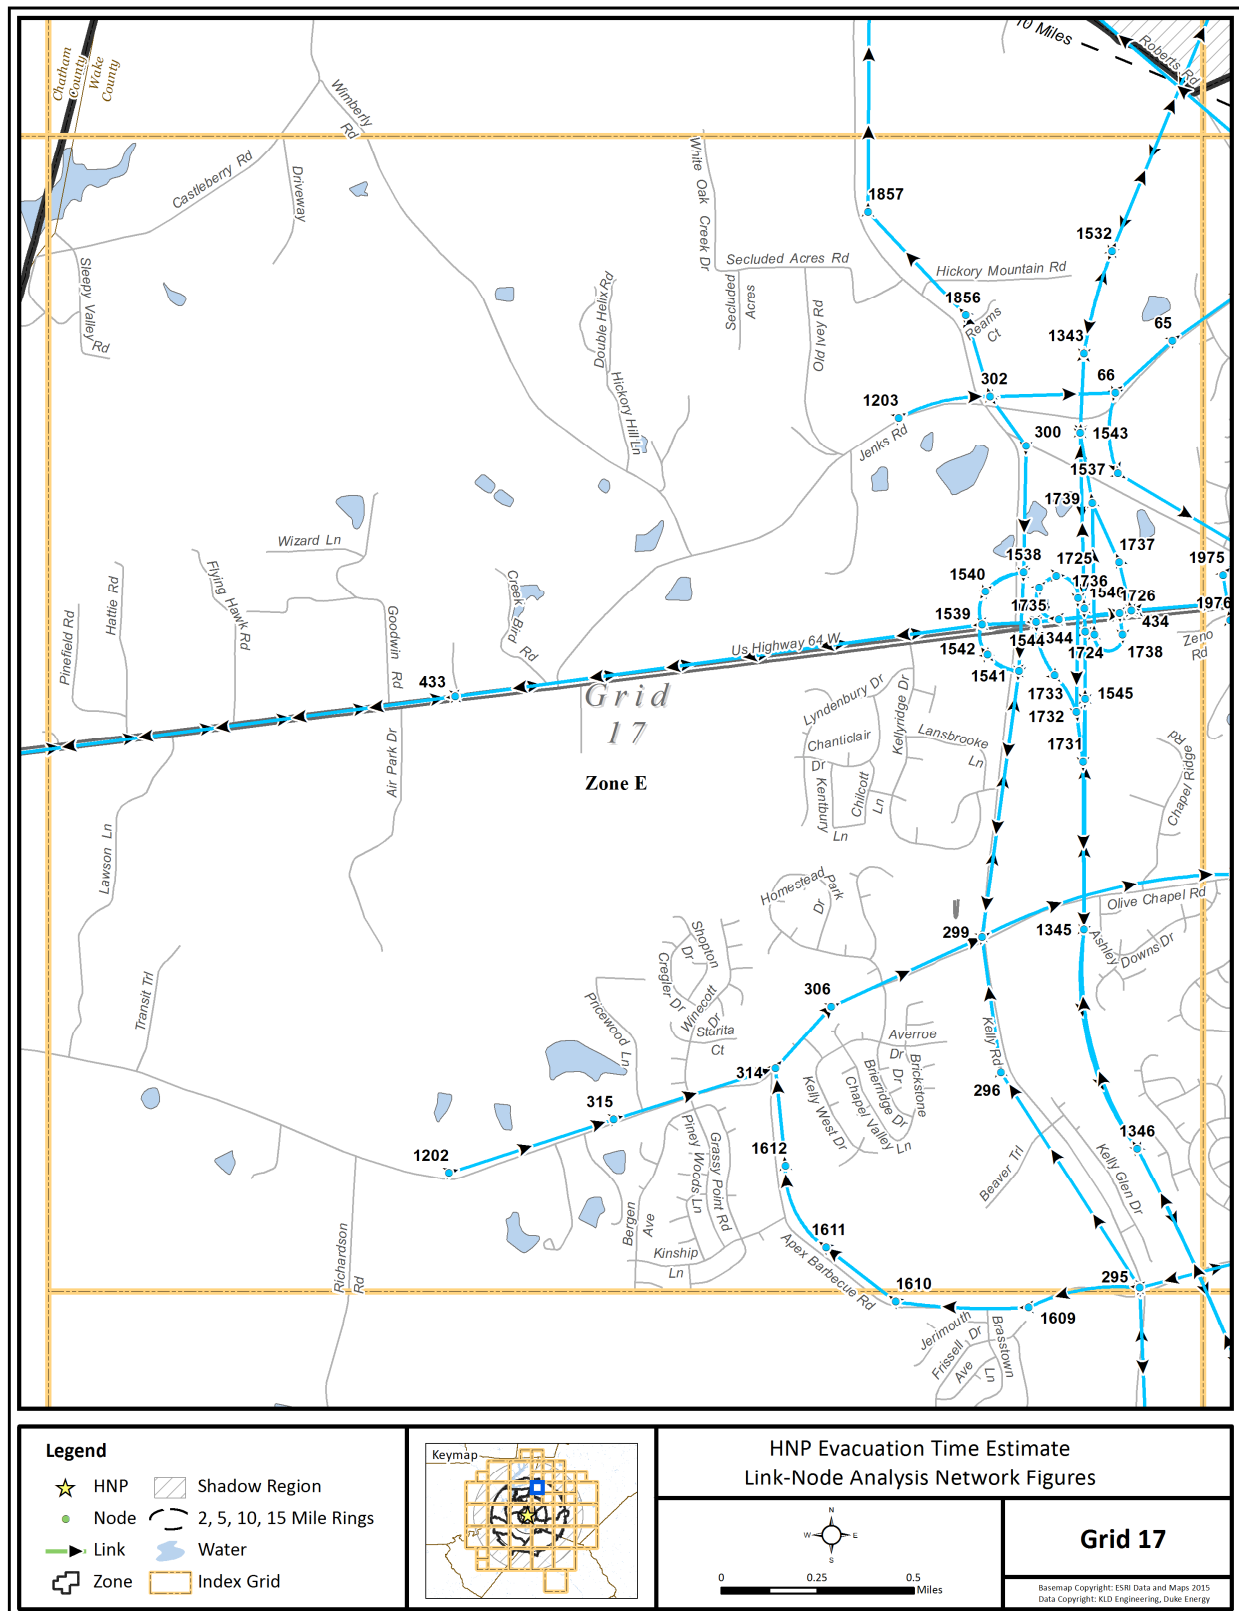 Chatham
County
Wake
County
10 Miles
Roberts Rd
Wimberly
Rd
Castleberry Rd
Driveway
White Oak Creek Dr
1857
1532
Sleepy Valley
Rd
Secluded Acres Rd
Secluded
Acres
Hickory Mountain Rd
1856
Reams
Ct
Double Helix Rd
Old Ivey Rd
1343
65
Hickory Hill Ln
302
66
1203
Jenks Rd
300
1543
1537
1739
Wizard Ln
1538
1725
1737
1975
Flying Hawk Rd
Hattie Rd
Pinefield Rd
Goodwin
Rd
Creek
Bird
Rd
1540
1736
1546
1726
1976
1539
1735
434
Us Highway 64 W
1544
344
1542
1724
1738
Zeno
Rd
1541
433
Grid
17
Zone E
1733
1545
1732
1731
Lyndenbury Dr
Kellyridge Dr
Chanticlair
Dr
Lansbrooke
Ln
Kentbury
Ln
Chilcott
Ln
Air Park Dr
Chapel Ridge Rd
Lawson Ln
Homestead
Park
Dr
Olive Chapel Rd
299
1345
Ashley
Downs Dr
Shopton
Dr
Cregler Dr
Winecott
Dr
Starita
Ct
Transit Trl
Pricewood
Ln
306
Averroe
Dr
Kelly Rd
314
296
Brickstone
Dr
Brierridge Dr
Chapel Valley
Ln
Kelly West Dr
315
1202
1612
1346
Piney Woods Ln
Grassy Point Rd
Beaver Trl
Kelly Glen Dr
Bergen
Ave
1611
Kinship
Ln
Apex Barbecue Rd
Richardson
Rd
1610
295
1609
Jerimouth
Dr
Frissell
Ave
Brasstown
Ln
Legend
HNP
Shadow Region
Node
2, 5, 10, 15 Mile Rings
Link
Water
Zone
Index Grid
Keymap
HNP Evacuation Time Estimate
Link-Node Analysis Network Figures
N
W
E
S
0
0.25
0.5
Miles
Grid 17
Basemap Copyright: ESRI Data and Maps 2015
Data Copyright: KLD Engineering, Duke Energy